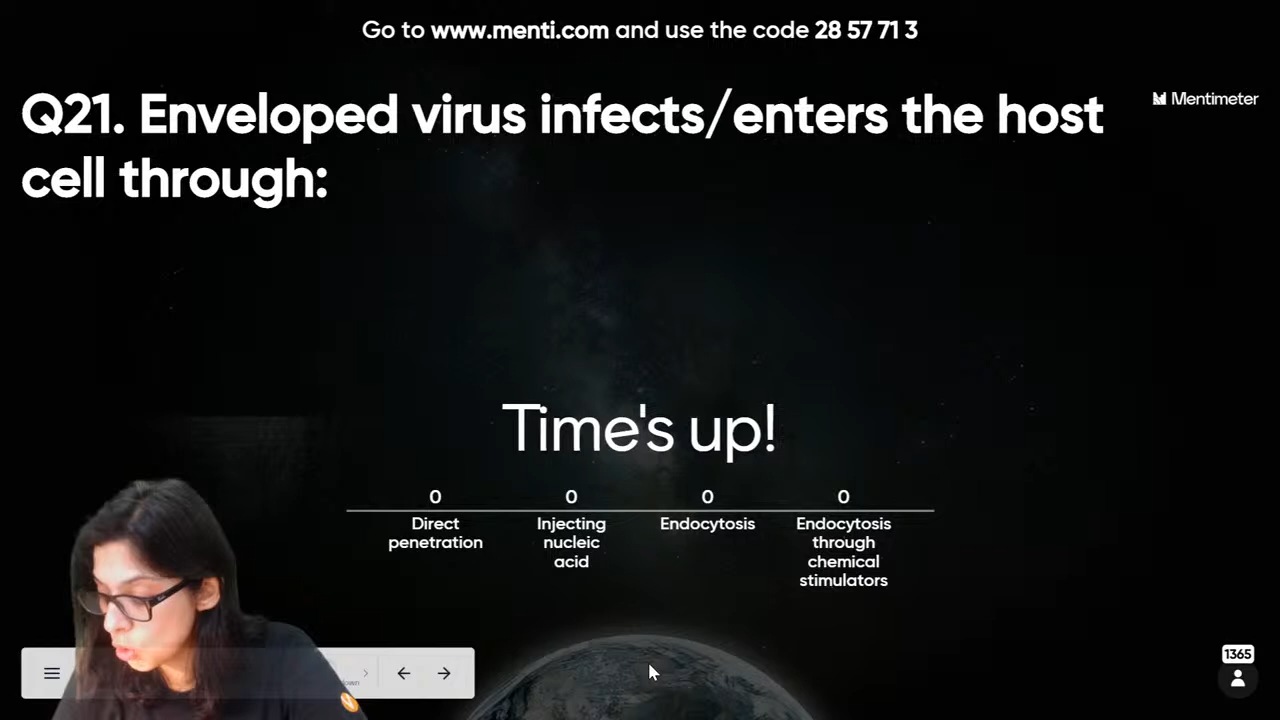 Go to www.menti.com and use the code 28 57 71 3
Mentimeter
Q21. Enveloped virus infects/enters the host
cell through:
Time's up!
0 0 0 0
Direct
penetration
Injecting
nucleic
acid
Endocytosis
Endocytosis
through
chemical
stimulators
1365